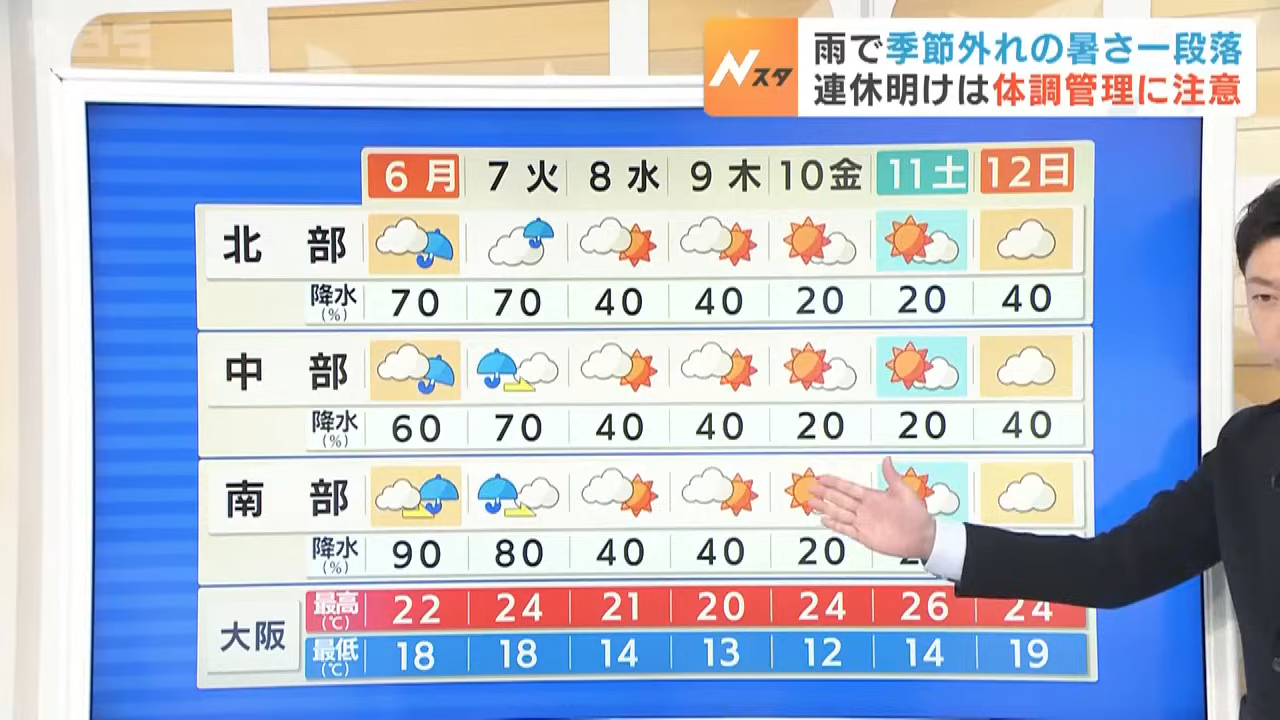 Nスタ
雨で季節外れの暑さ一段落
連休明けは体調管理に注意
6月 7火 8水 9木 10金 11土 12日
北部
降水(%) 70 70 40 40 20 20 40
中部
降水(%) 60 70 40 40 20 20 40
南部
降水(%) 90 80 40 40 20
大阪
最高(℃) 22 24 21 20 24 26 24
最低(℃) 18 18 14 13 12 14 19